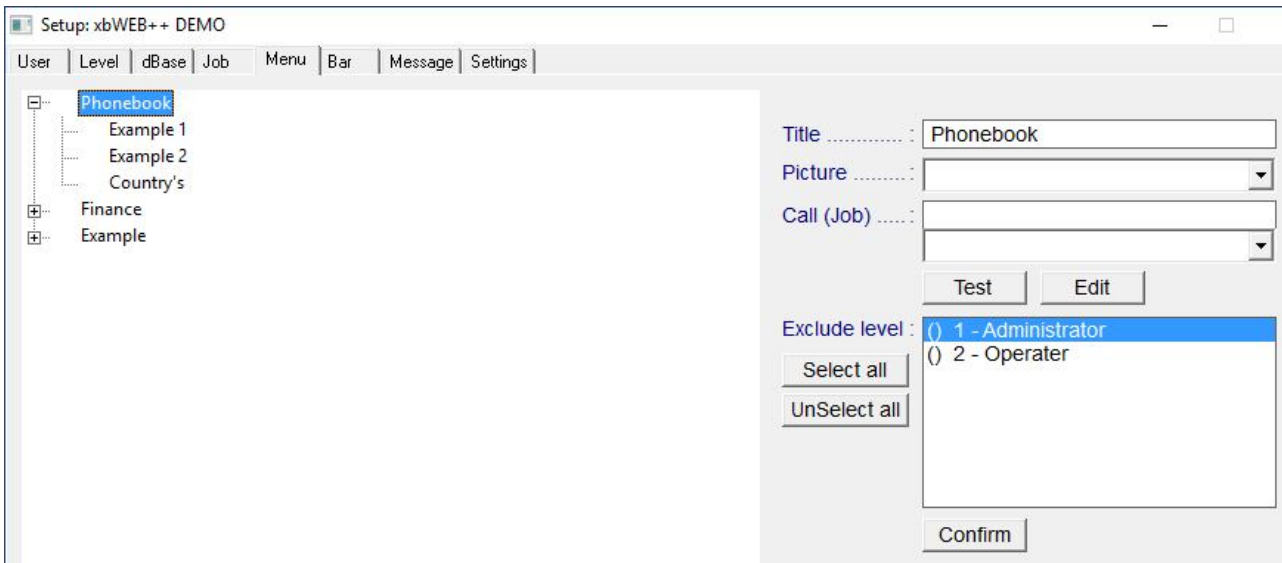 Setup: xbWEB++ DEMO
User Level dBase Job Menu Bar Message Settings
Phonebook
Example 1
Example 2
Country's
Finance
Example
Title ............ : Phonebook
Picture ......... :
Call (Job) ..... :
Test Edit
Exclude level : () 1 - Administrator
() 2 - Operater
Select all
UnSelect all
Confirm